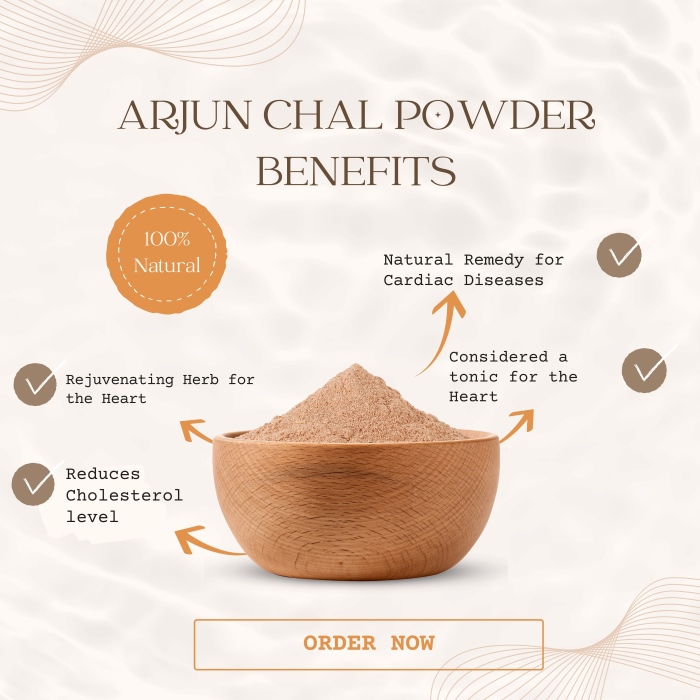 ARJUN CHAL POWDER
BENEFITS
100%
Natural
Natural Remedy for
Cardiac Diseases
Considered a
tonic for the
Heart
Rejuvenating Herb for
the Heart
Reduces
Cholesterol
level
ORDER NOW